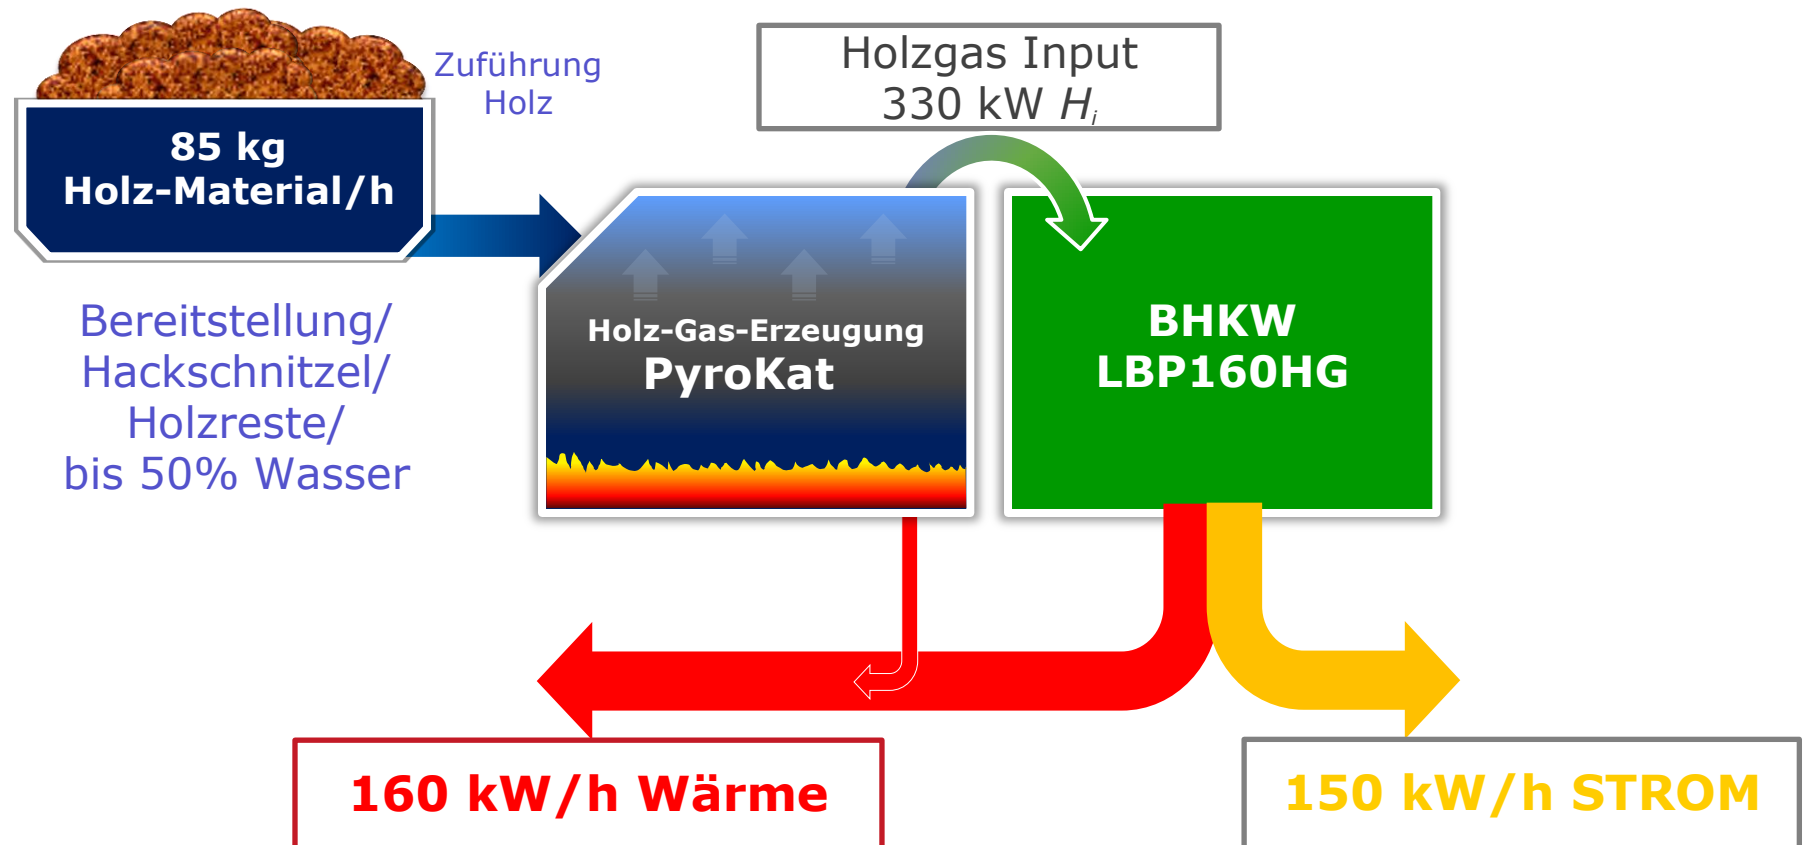 85 kg
Holz-Material/h
Zuführung
Holz
Holzgas Input
330 kW Hᵢ
Bereitstellung/
Hackschnitzel/
Holzreste/
bis 50% Wasser
Holz-Gas-Erzeugung
PyroKat
BHKW
LBP160HG
160 kW/h Wärme
150 kW/h STROM